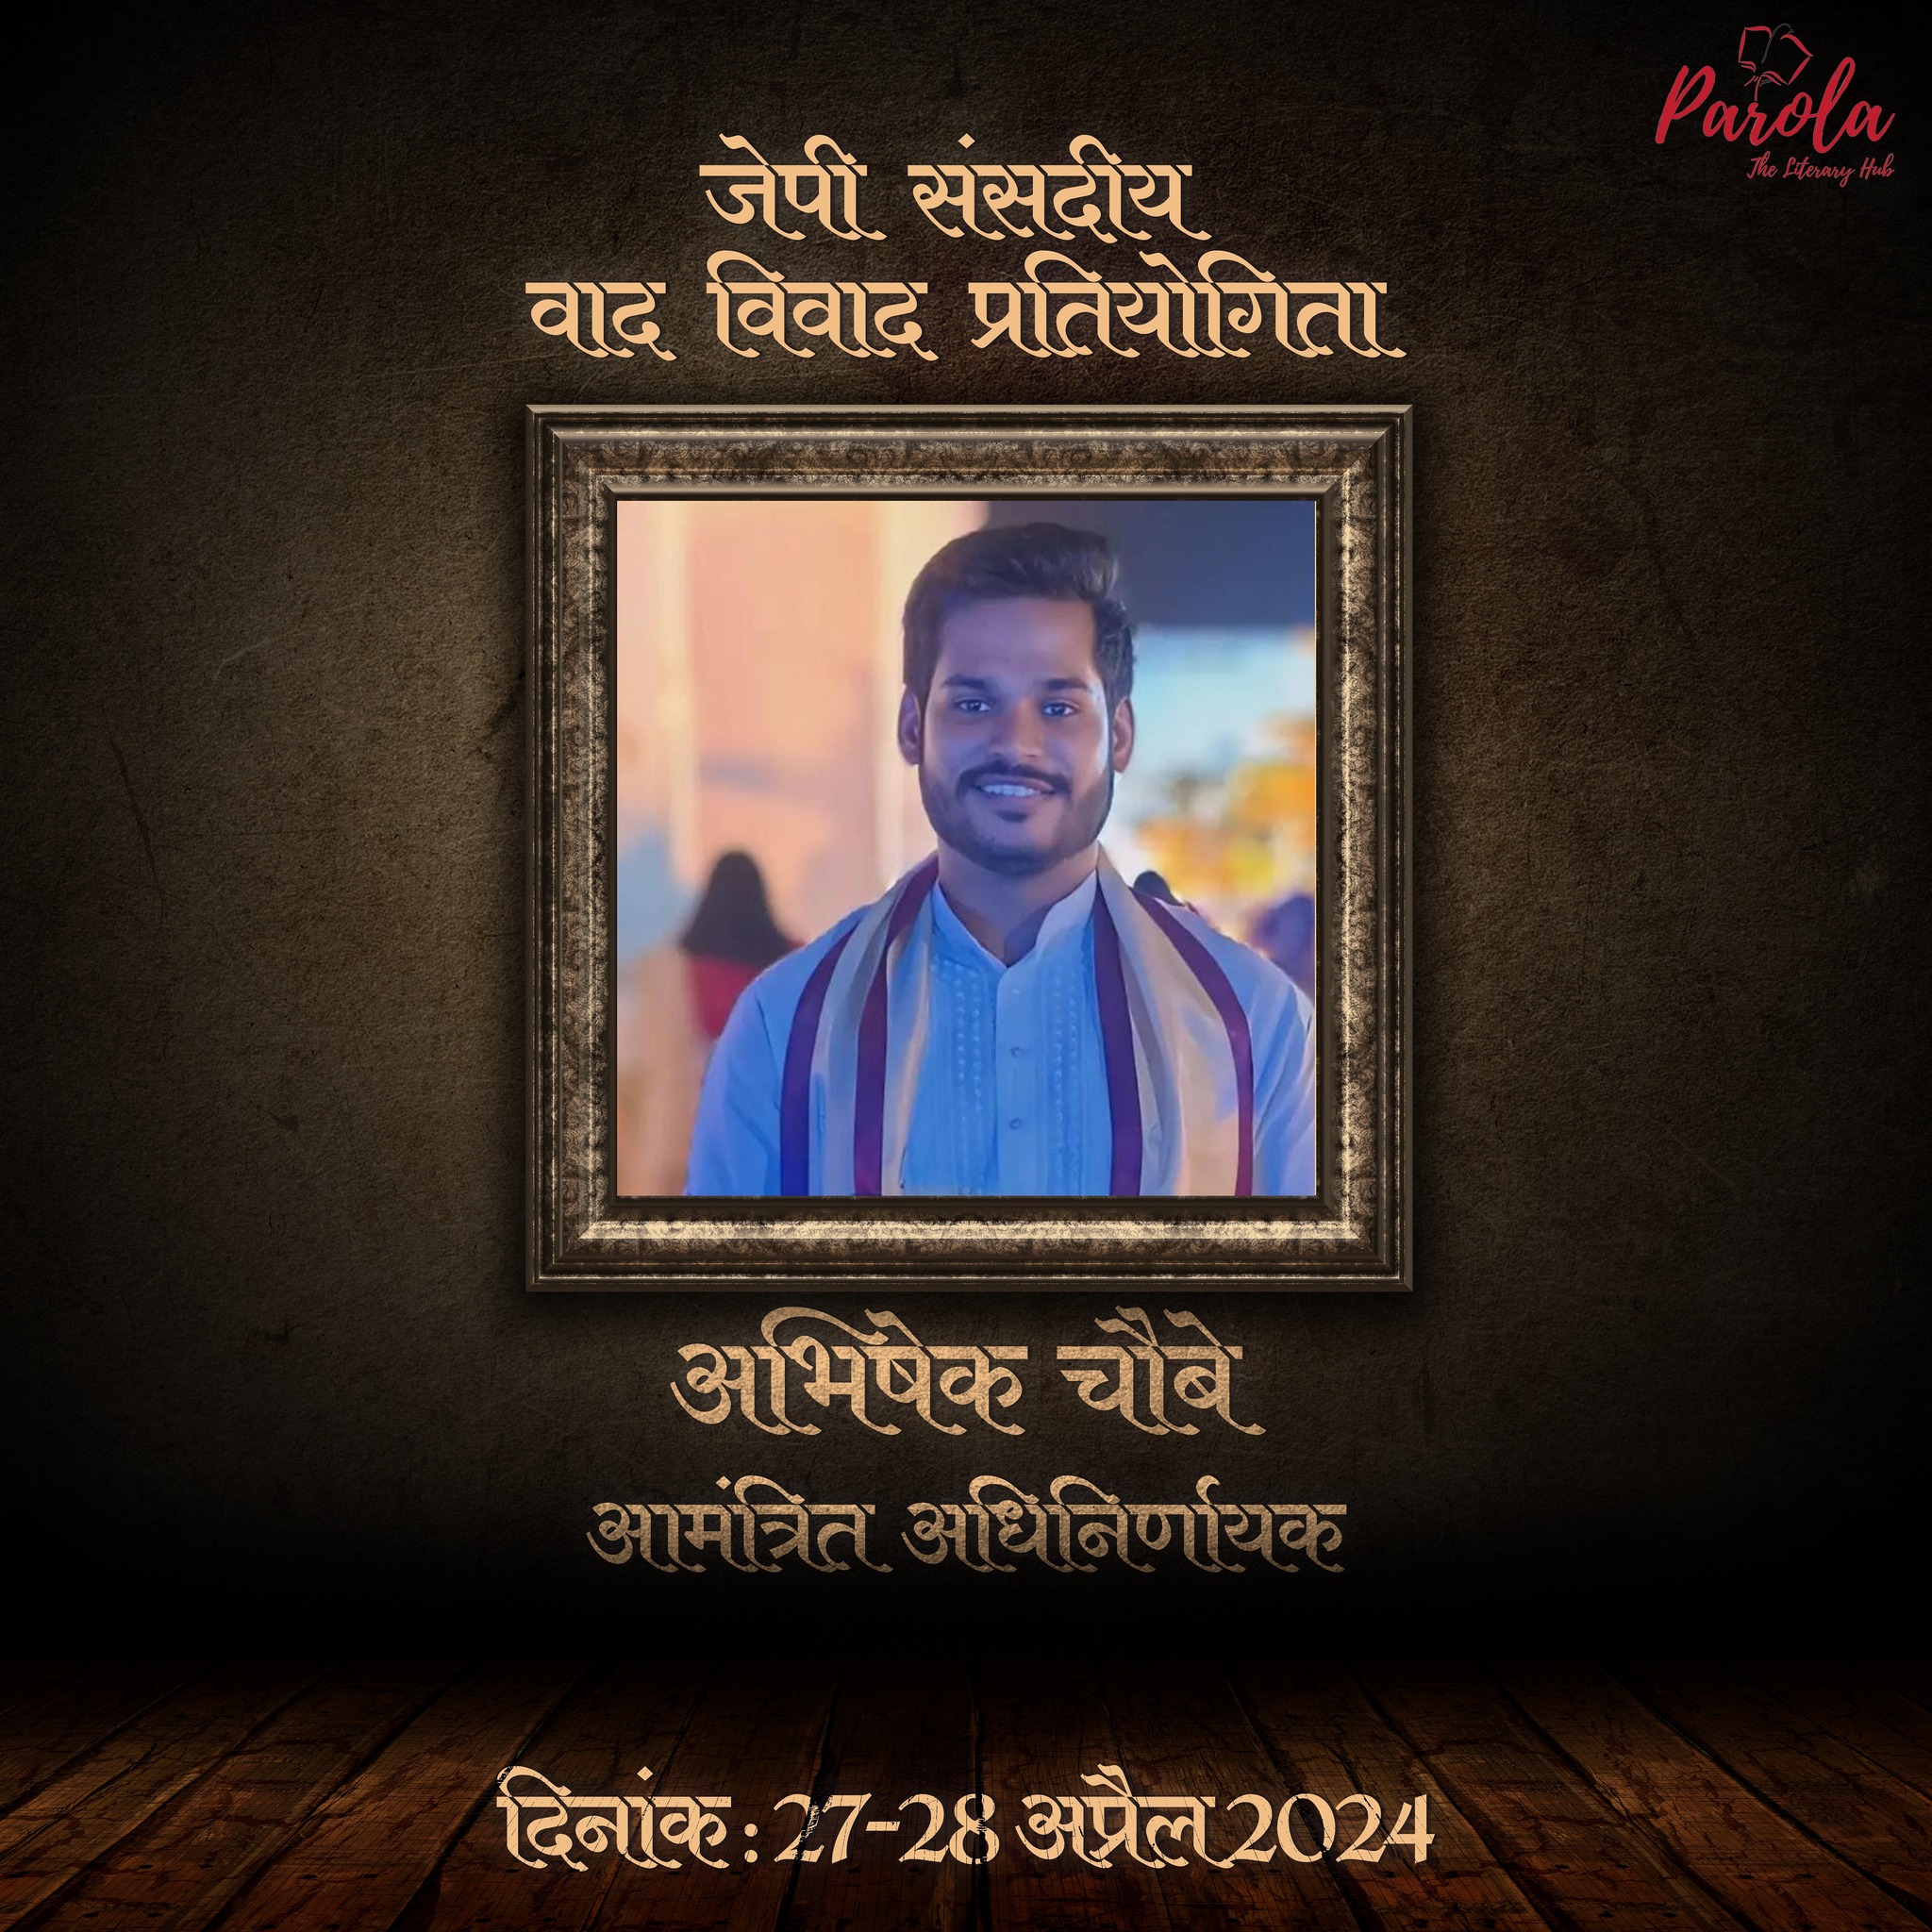 Parola
The Literary Hub
जेपी संसदीय
वाद विवाद प्रतियोगिता
अभिषेक चौबे
आमंत्रित अधिनिर्णायक
दिनांक : 27-28 अप्रैल 2024